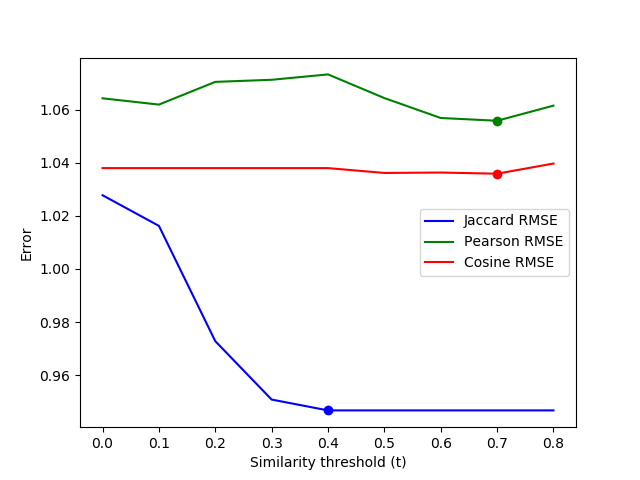 1.06
1.04
1.02
1.00
0.98
0.96
Error
Jaccard RMSE
Pearson RMSE
Cosine RMSE
0.0 0.1 0.2 0.3 0.4 0.5 0.6 0.7 0.8
Similarity threshold (t)